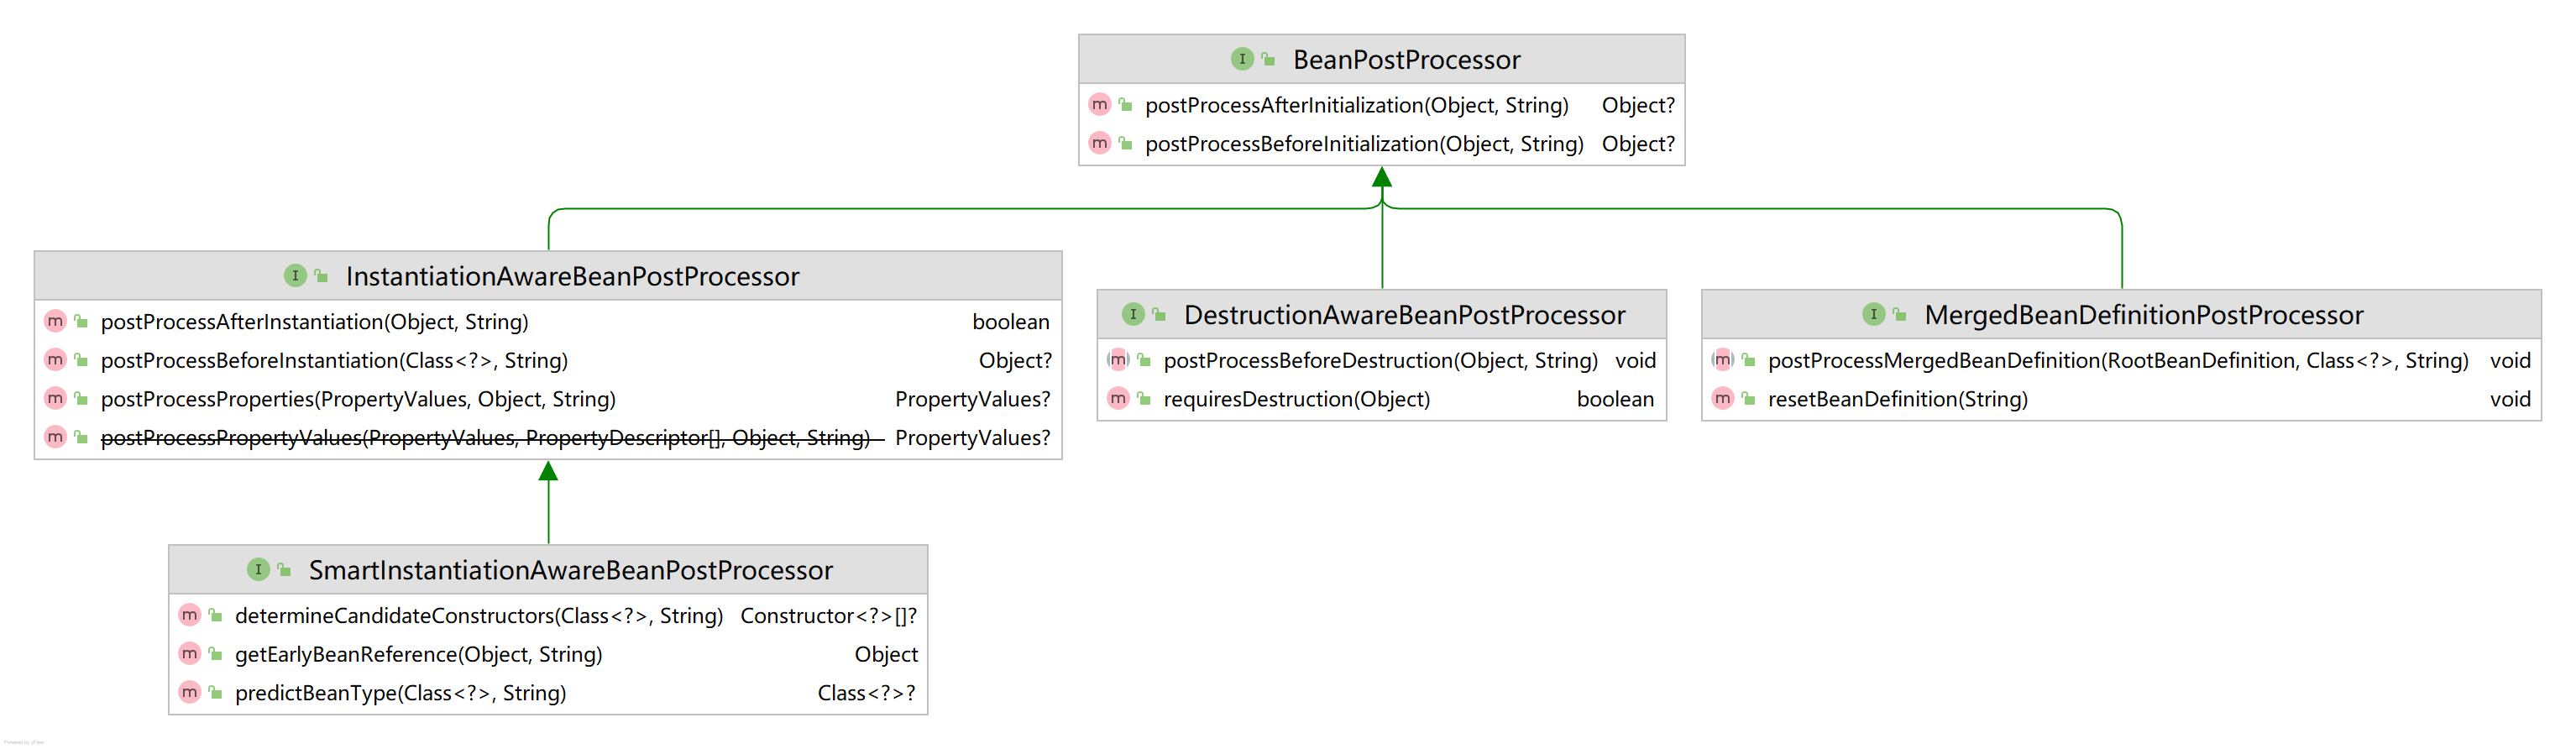 BeanPostProcessor
postProcessAfterInitialization(Object, String) Object?
postProcessBeforeInitialization(Object, String) Object?
InstantiationAwareBeanPostProcessor
postProcessAfterInstantiation(Object, String) boolean
postProcessBeforeInstantiation(Class<?>, String) Object?
postProcessProperties(PropertyValues, Object, String) PropertyValues?
postProcessPropertyValues(PropertyValues, PropertyDescriptor[], Object, String) PropertyValues?
DestructionAwareBeanPostProcessor
postProcessBeforeDestruction(Object, String) void
requiresDestruction(Object) boolean
MergedBeanDefinitionPostProcessor
postProcessMergedBeanDefinition(RootBeanDefinition, Class<?>, String) void
resetBeanDefinition(String) void
SmartInstantiationAwareBeanPostProcessor
determineCandidateConstructors(Class<?>, String) Constructor<?>[]?
getEarlyBeanReference(Object, String) Object
predictBeanType(Class<?>, String) Class<?>?
Powered by yFiles